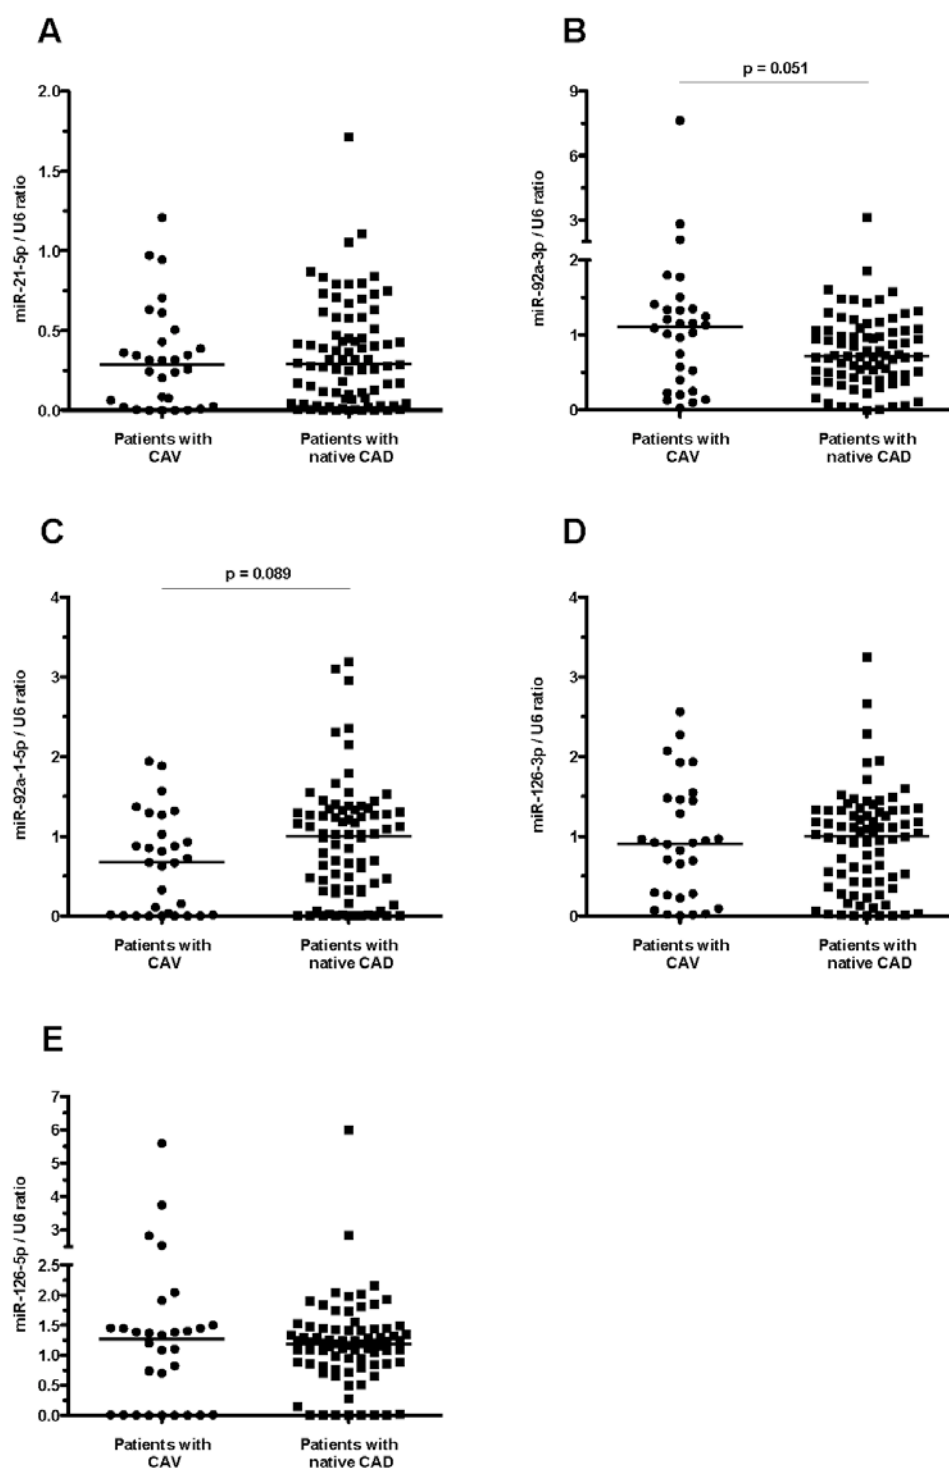 A
miR-21-5p / U6 ratio
2.0
1.5
1.0
0.5
0.0
Patients with
CAV
Patients with
native CAD
B
p = 0.051
miR-92a-3p / U6 ratio
9
6
3
2
1
0
Patients with
CAV
Patients with
native CAD
C
p = 0.089
miR-92a-1-5p / U6 ratio
4
3
2
1
0
Patients with
CAV
Patients with
native CAD
D
miR-126-3p / U6 ratio
4
3
2
1
0
Patients with
CAV
Patients with
native CAD
E
miR-126-5p / U6 ratio
7
6
5
4
3
2.5
2.0
1.5
1.0
0.5
0.0
Patients with
CAV
Patients with
native CAD